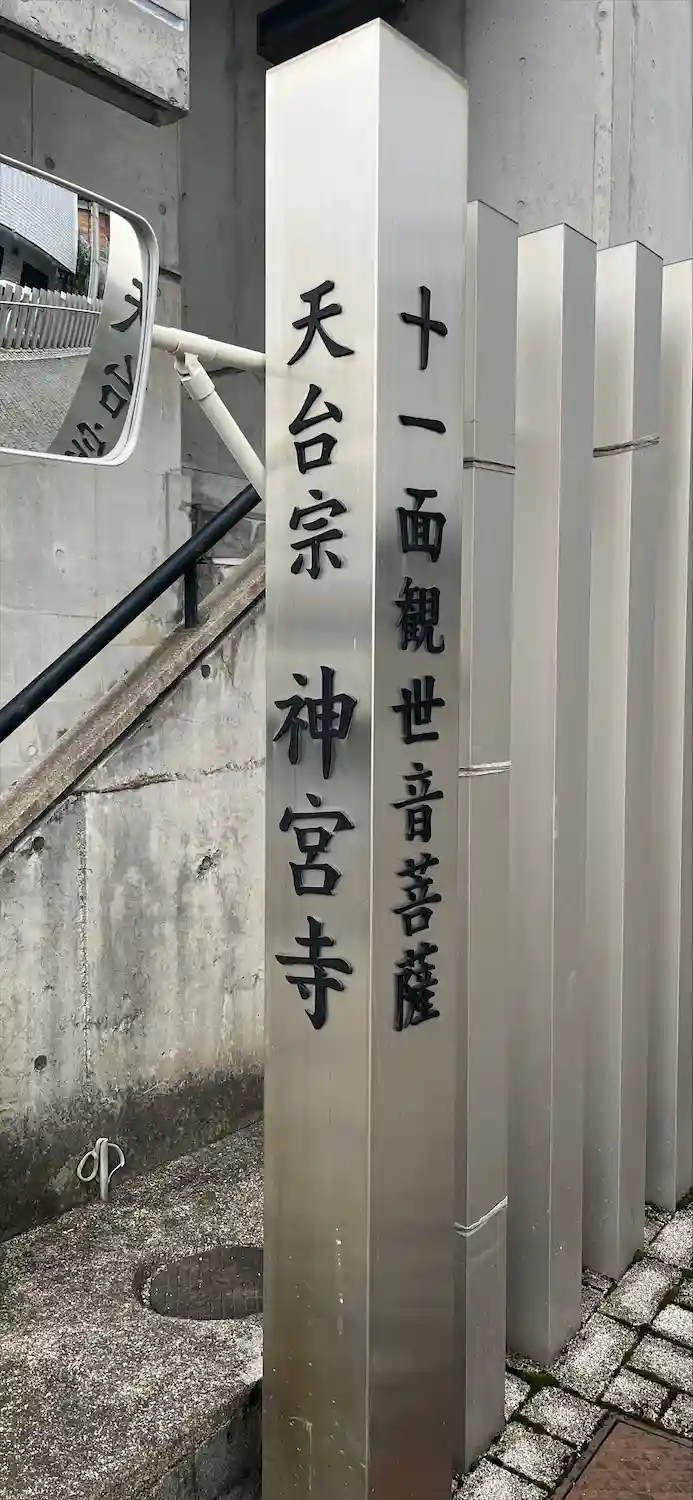 十一面観世音菩薩
天台宗 神宮寺